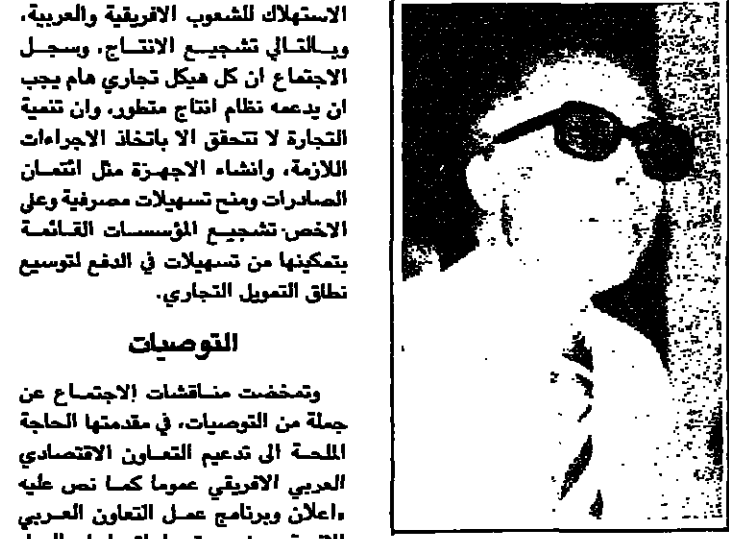 الاستهلاك للشعوب الافريقية والعربية،
وبالتالي تشجيع الانتاج. وسجل
الاجتماع ان كل هيكل تجاري هام يجب
ان يدعمه نظام انتاج متطور، وان تنمية
التجارة لا تتحقق الا باتخاذ الاجراءات
اللازمة، وانشاء الاجهزة مثل ائتمان
الصادرات ومنح تسهيلات مصرفية وعلى
الاخص تشجيع المؤسسات القائمة
بتمكينها من تسهيلات في الدفع لتوسيع
نطاق التمويل التجاري.
التوصيات
وتمخضت مناقشات الاجتماع عن
جملة من التوصيات، في مقدمتها الحاجة
الملحة الى تدعيم التعاون الاقتصادي
العربي الافريقي عموما كما نص عليه
«اعلان وبرنامج عمل التعاون العربي